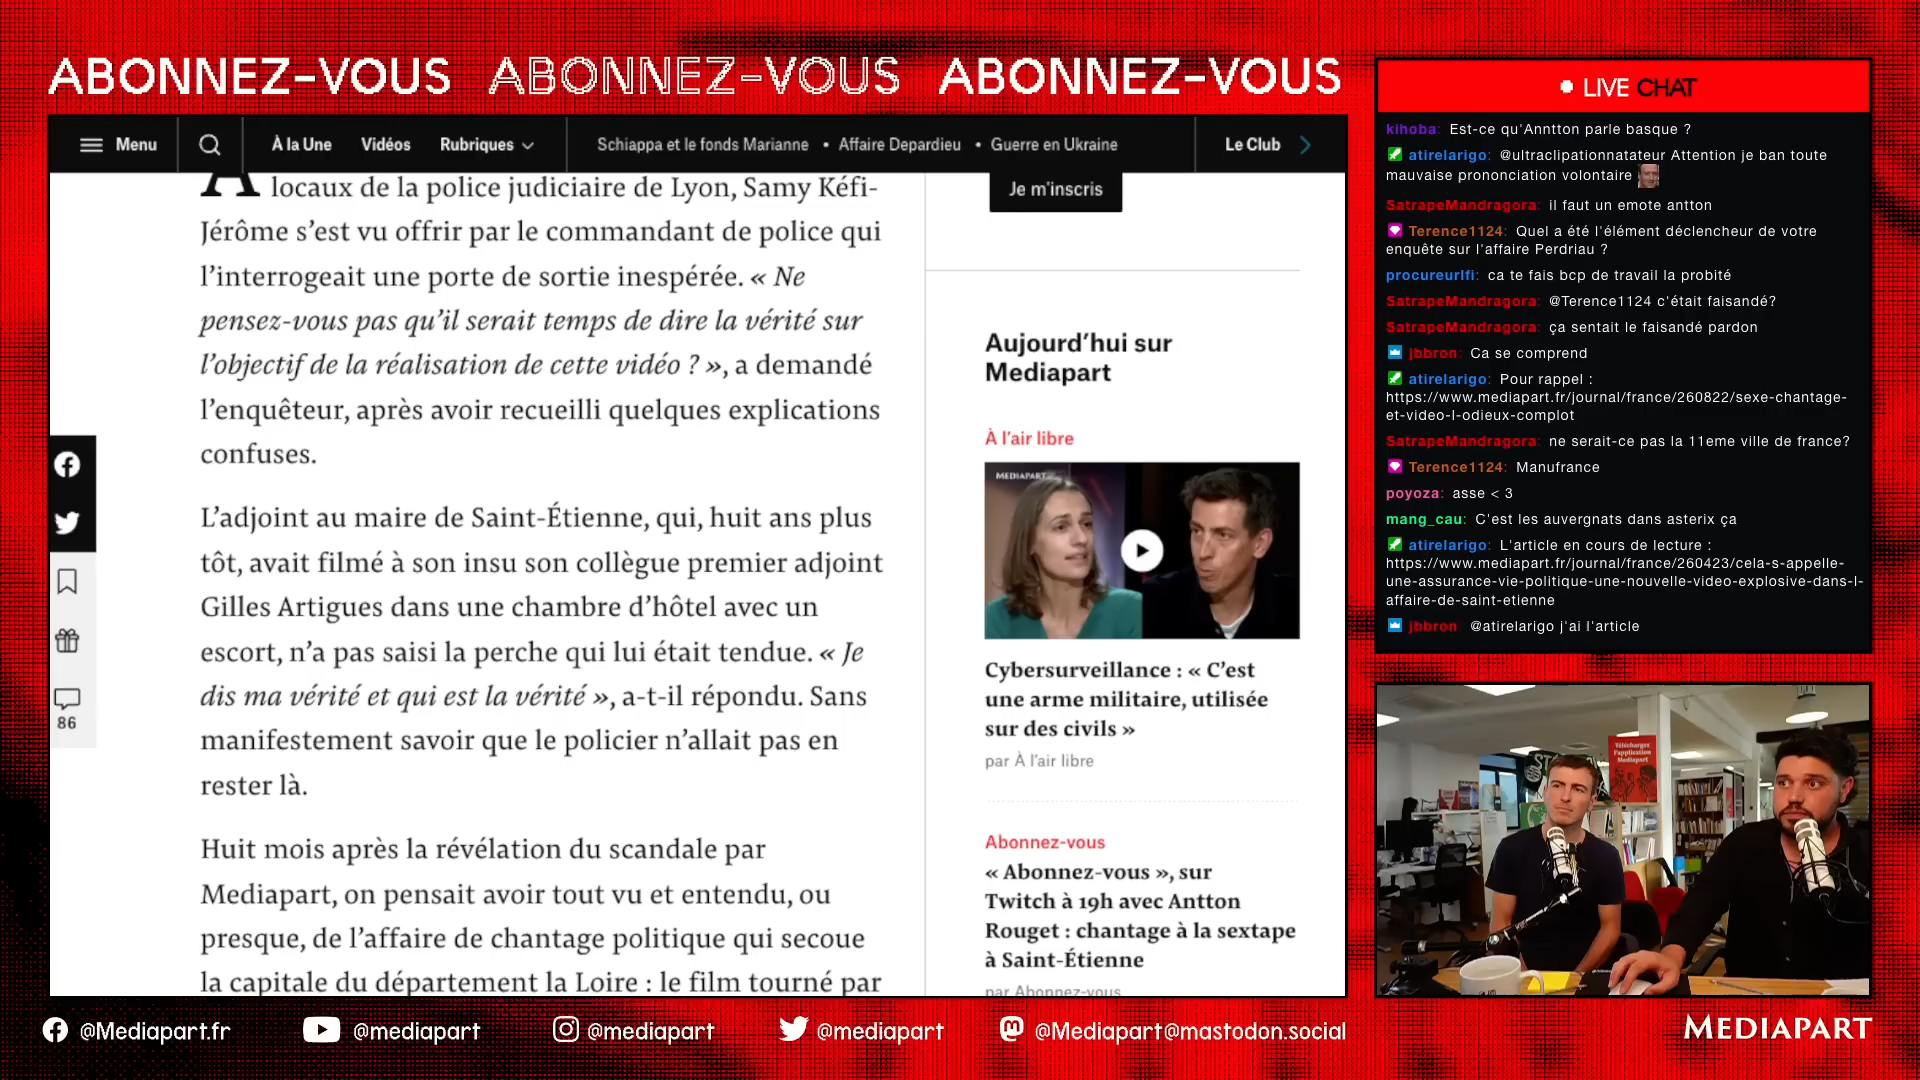 ABONNEZ-VOUS ABONNEZ-VOUS ABONNEZ-VOUS
Menu
À la Une
Vidéos
Rubriques
Schiappa et le fonds Marianne • Affaire Depardieu • Guerre en Ukraine
Le Club
A locaux de la police judiciaire de Lyon, Samy Kéfi-
Jérôme s’est vu offrir par le commandant de police qui
l’interrogeait une porte de sortie inespérée. « Ne
pensez-vous pas qu’il serait temps de dire la vérité sur
l’objectif de la réalisation de cette vidéo ? », a demandé
l’enquêteur, après avoir recueilli quelques explications
confuses.
L’adjoint au maire de Saint-Étienne, qui, huit ans plus
tôt, avait filmé à son insu son collègue premier adjoint
Gilles Artigues dans une chambre d’hôtel avec un
escort, n’a pas saisi la perche qui lui était tendue. « Je
dis ma vérité et qui est la vérité », a-t-il répondu. Sans
manifestement savoir que le policier n’allait pas en
rester là.
Huit mois après la révélation du scandale par
Mediapart, on pensait avoir tout vu et entendu, ou
presque, de l’affaire de chantage politique qui secoue
la capitale du département la Loire : le film tourné par
86
Je m’inscris
Aujourd’hui sur
Mediapart
À l’air libre
MEDIAPART
Cybersurveillance : « C’est
une arme militaire, utilisée
sur des civils »
par À l’air libre
Abonnez-vous
« Abonnez-vous », sur
Twitch à 19h avec Antton
Rouget : chantage à la sextape
à Saint-Étienne
par Abonnez-vous
LIVE CHAT
kihoba: Est-ce qu'Anntton parle basque ?
atirelarigo: @ultraclipationnatateur Attention je ban toute
mauvaise prononciation volontaire
SatrapeMandragora: il faut un emote antton
Terence1124: Quel a été l'élément déclencheur de votre
enquête sur l'affaire Perdriau ?
procureurlfi: ca te fais bcp de travail la probité
SatrapeMandragora: @Terence1124 c'était faisandé?
SatrapeMandragora: ça sentait le faisandé pardon
jbbron: Ca se comprend
atirelarigo: Pour rappel :
https://www.mediapart.fr/journal/france/260822/sexe-chantage-
et-video-l-odieux-complot
SatrapeMandragora: ne serait-ce pas la 11eme ville de france?
Terence1124: Manufrance
poyoza: asse < 3
mang_cau: C'est les auvergnats dans asterix ça
atirelarigo: L'article en cours de lecture :
https://www.mediapart.fr/journal/france/260423/cela-s-appelle-
une-assurance-vie-politique-une-nouvelle-video-explosive-dans-l-
affaire-de-saint-etienne
jbbron: @atirelarigo j'ai l'article
Téléchargez
l'application
Mediapart
@Mediapart.fr
@mediapart
@mediapart
@mediapart
@Mediapart@mastodon.social
MEDIAPART